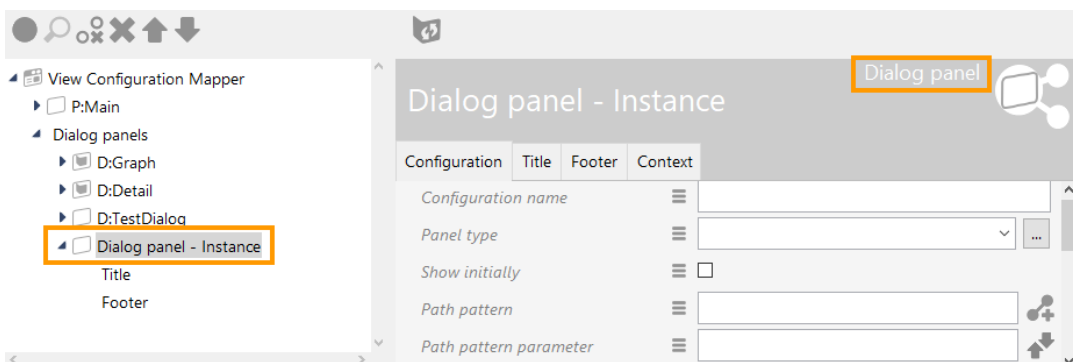 View Configuration Mapper
P:Main
Dialog panels
D:Graph
D:Detail
D:TestDialog
Dialog panel - Instance
Title
Footer
Dialog panel
Dialog panel - Instance
Configuration Title Footer Context
Configuration name
Panel type
...
Show initially
Path pattern
Path pattern parameter